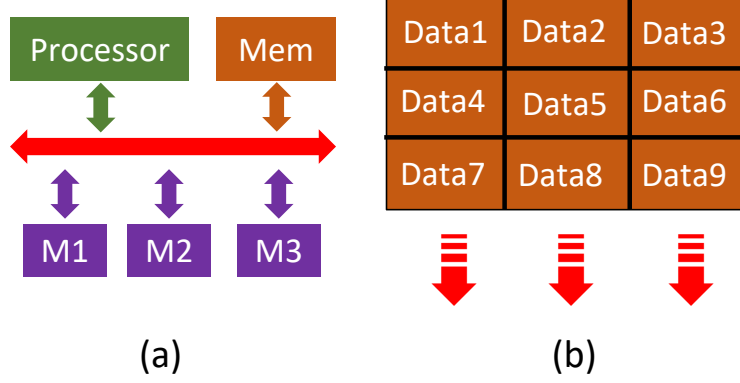 Processor
Mem
M1
M2
M3
(a)
Data1 Data2 Data3
Data4 Data5 Data6
Data7 Data8 Data9
(b)